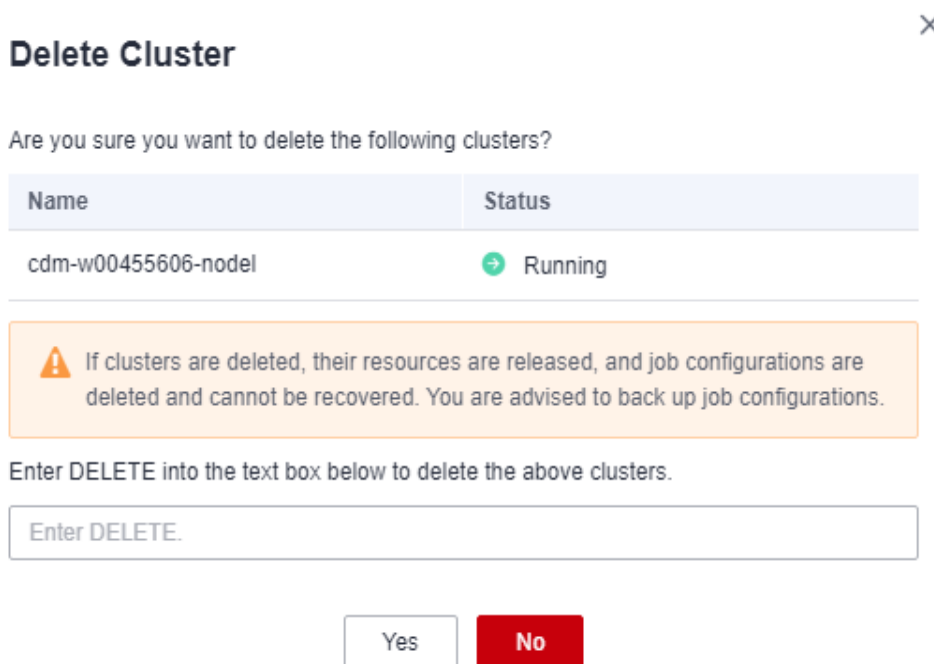 Delete Cluster
Are you sure you want to delete the following clusters?
Name Status
cdm-w00455606-nodel Running
If clusters are deleted, their resources are released, and job configurations are
deleted and cannot be recovered. You are advised to back up job configurations.
Enter DELETE into the text box below to delete the above clusters.
Enter DELETE.
Yes No